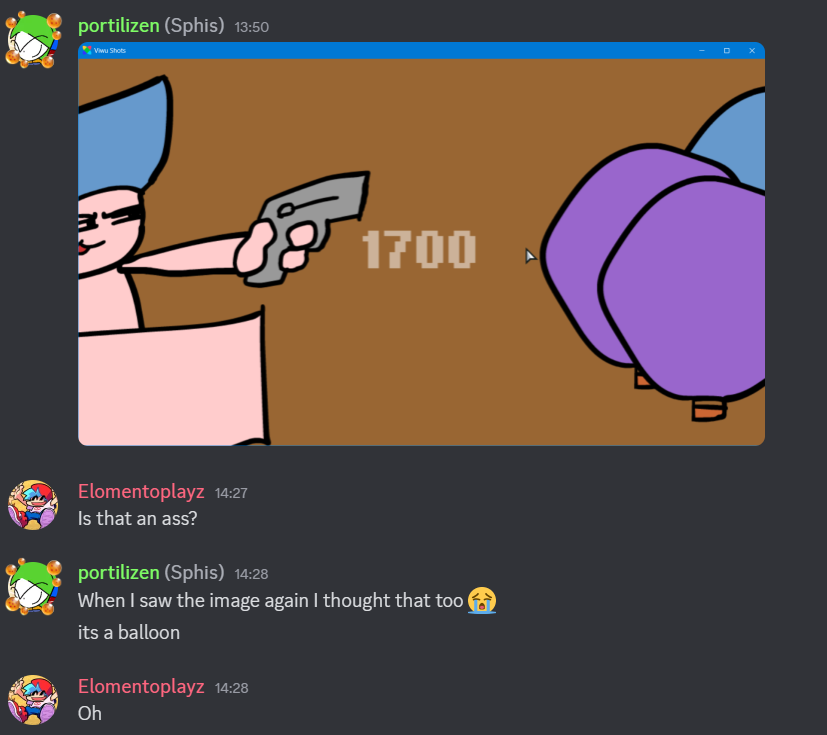 portilizen (Sphis) 13:50
Viwu Shots
1700
Elomentoplayz 14:27
Is that an ass?
portilizen (Sphis) 14:28
When I saw the image again I thought that too 😭
its a balloon
Elomentoplayz 14:28
Oh